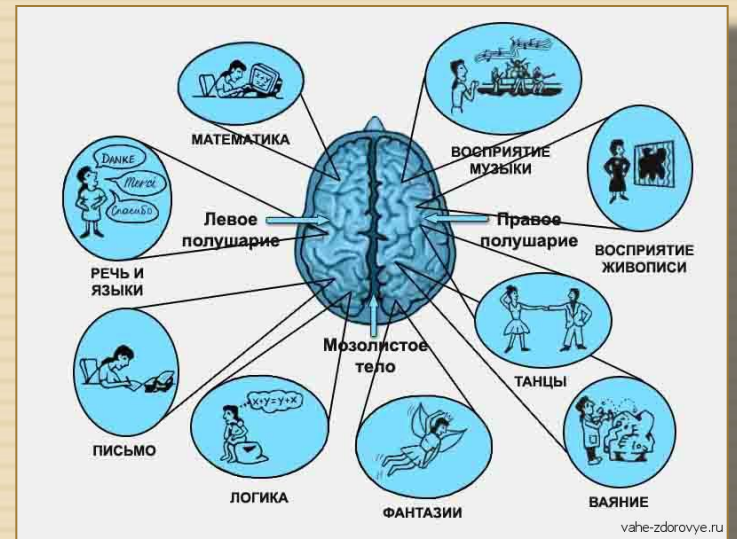 МАТЕМАТИКА
ВОСПРИЯТИЕ
МУЗЫКИ
DANKE
Merci
Спасибо
РЕЧЬ И
ЯЗЫКИ
Левое
полушарие
Правое
полушарие
ВОСПРИЯТИЕ
ЖИВОПИСИ
Мозолистое
тело
ТАНЦЫ
ПИСЬМО
x+y=y+x
ЛОГИКА
ФАНТАЗИИ
ВАЯНИЕ
vahe-zdorovye.ru